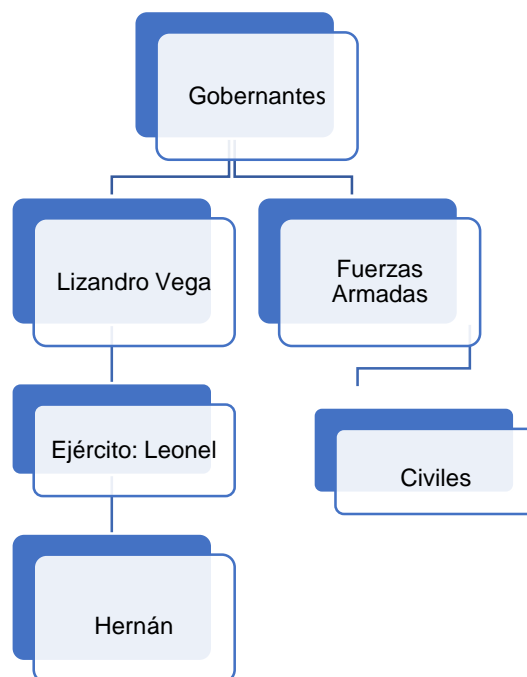 Gobernantes
Lizandro Vega
Fuerzas
Armadas
Ejército: Leonel
Civiles
Hernán